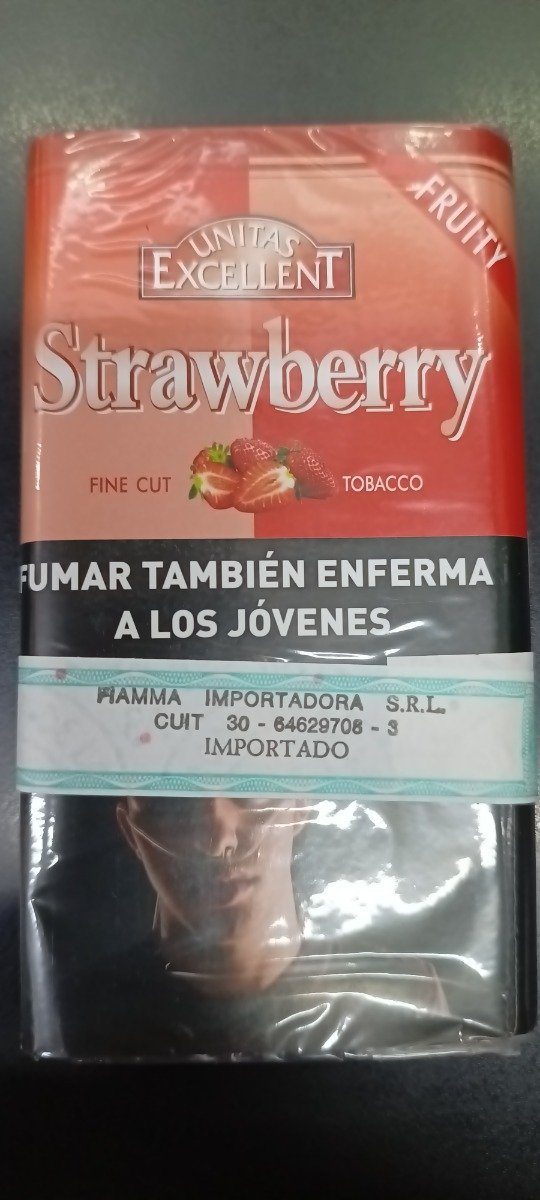 FRUITY
UNITAS
EXCELLENT
Strawberry
FINE CUT TOBACCO
FUMAR TAMBIÉN ENFERMA
A LOS JÓVENES
FIAMMA IMPORTADORA S.R.L.
CUIT 30 - 64629708 - 3
IMPORTADO